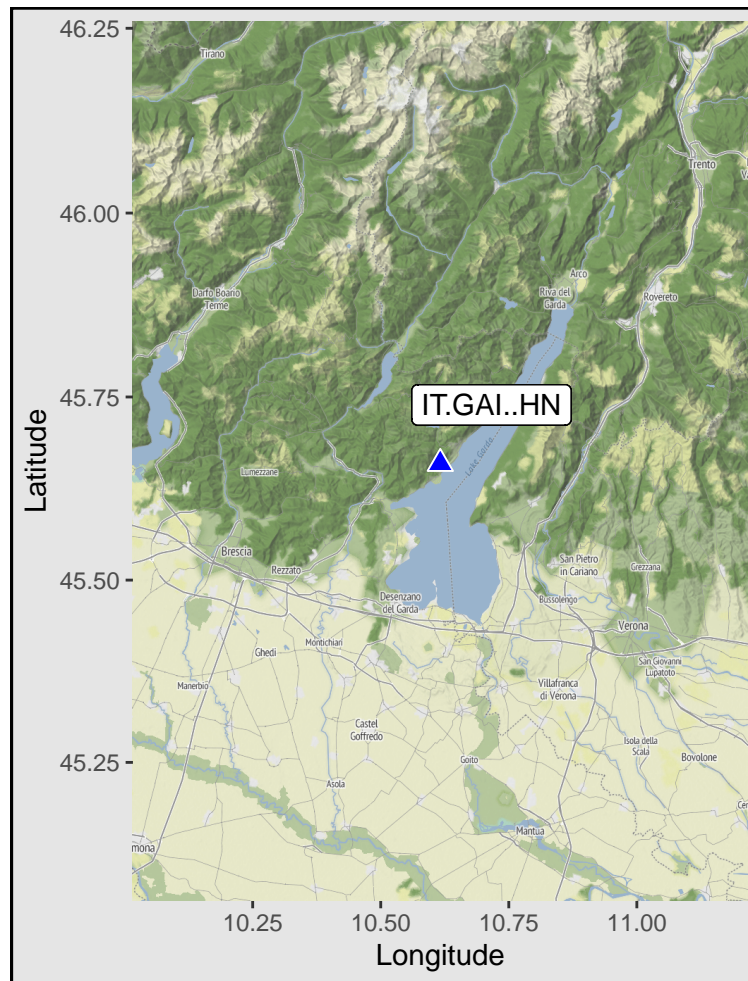 46.25
46.00
45.75
45.50
45.25
Latitude
Tirano
Trento
Darfo Boario
Terme
Arco
Riva del
Garda
Rovereto
IT.GAI..HN
Lake Garda
Lumezzane
Brescia
Rezzato
San Pietro
in Cariano
Grezzana
Desenzano
del Garda
Bussolengo
Verona
Montichiari
Ghedi
San Giovanni
Lupatoto
Manerbio
Villafranca
di Verona
Castel
Goffredo
Isola della
Scala
Bovolone
Goito
Asola
Mantua
mona
10.25
10.50
10.75
11.00
Longitude